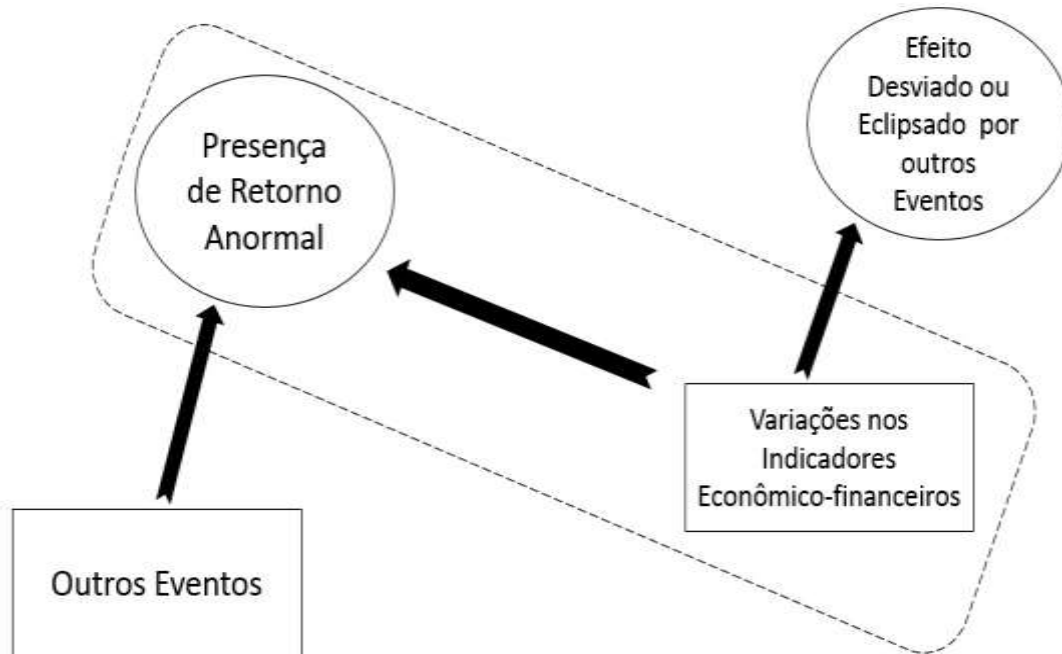 Presença
de Retorno
Anormal
Efeito
Desviado ou
Eclipsado por
outros
Eventos
Variações nos
Indicadores
Econômico-financeiros
Outros Eventos